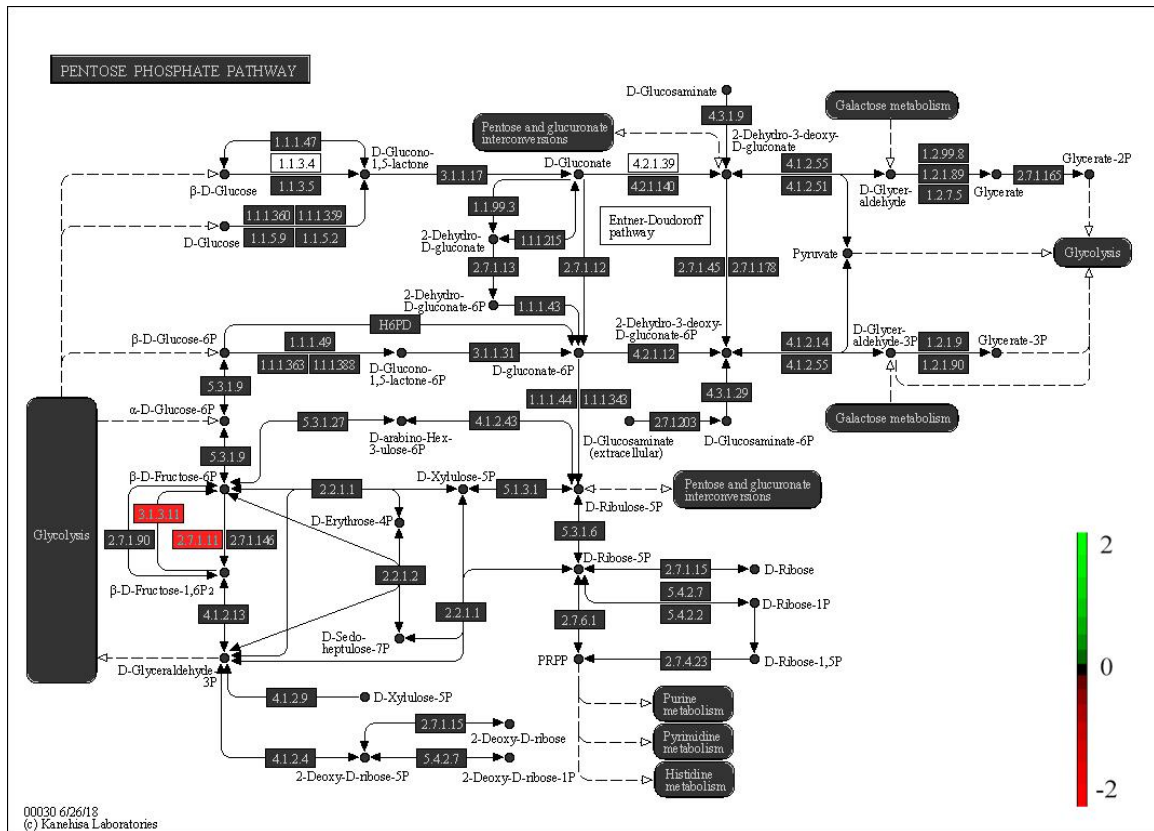 PENTOSE PHOSPHATE PATHWAY
D-Glucosaminate
4.3.1.9
Galactose metabolism
Pentose and glucuronate
interconversions
2-Dehydro-3-deoxy-
D-gluconate
1.1.1.47
1.1.3.4
1.1.3.5
β-D-Glucose
D-Glucono-
1,5-lactone
3.1.1.17
D-Gluconate
4.2.1.39
4.2.1.140
4.1.2.55
4.1.2.51
D-Glycer-
aldehyde
1.2.99.8
1.2.1.89
1.2.7.5
Glycerate
2.7.1.165
Glycerate-2P
1.1.1.360
1.1.1.359
1.1.5.9
1.1.5.2
D-Glucose
1.1.99.3
2-Dehydro-
D-gluconate
1.1.1.215
Entner-Doudoroff
pathway
Pyruvate
Glycolysis
2.7.1.13
2.7.1.12
2.7.1.45
2.7.1.178
2-Dehydro-
D-gluconate-6P
1.1.1.43
H6PD
β-D-Glucose-6P
1.1.1.49
1.1.1.363
1.1.1.388
D-Glucono-
1,5-lactone-6P
3.1.1.31
D-gluconate-6P
4.2.1.12
2-Dehydro-3-deoxy-
D-gluconate-6P
4.1.2.14
4.1.2.55
D-Glycer-
aldehyde-3P
1.2.1.9
1.2.1.90
Glycerate-3P
5.3.1.9
1.1.1.44
1.1.1.343
4.3.1.29
α-D-Glucose-6P
5.3.1.27
D-arabino-Hex-
3-ulose-6P
4.1.2.43
D-Glucosaminate
(extracellular)
2.7.1.203
D-Glucosaminate-6P
Galactose metabolism
5.3.1.9
β-D-Fructose-6P
2.2.1.1
D-Xylulose-5P
5.1.3.1
D-Ribulose-5P
Pentose and glucuronate
interconversions
3.1.3.11
2.7.1.90
2.7.1.11
2.7.1.146
D-Erythrose-4P
5.3.1.6
Glycolysis
β-D-Fructose-1,6P2
2.2.1.2
D-Ribose-5P
2.7.1.15
D-Ribose
5.4.2.7
5.4.2.2
D-Ribose-1P
4.1.2.13
2.2.1.1
2.7.6.1
D-Sedo-
heptulose-7P
D-Glyceraldehyde-
3P
PRPP
2.7.4.23
D-Ribose-1,5P
4.1.2.9
D-Xylulose-5P
Purine
metabolism
2.7.1.15
2-Deoxy-D-ribose
Pyrimidine
metabolism
4.1.2.4
2-Deoxy-D-ribose-5P
5.4.2.7
2-Deoxy-D-ribose-1P
Histidine
metabolism
2
0
-2
00030 6/26/18
(c) Kanehisa Laboratories